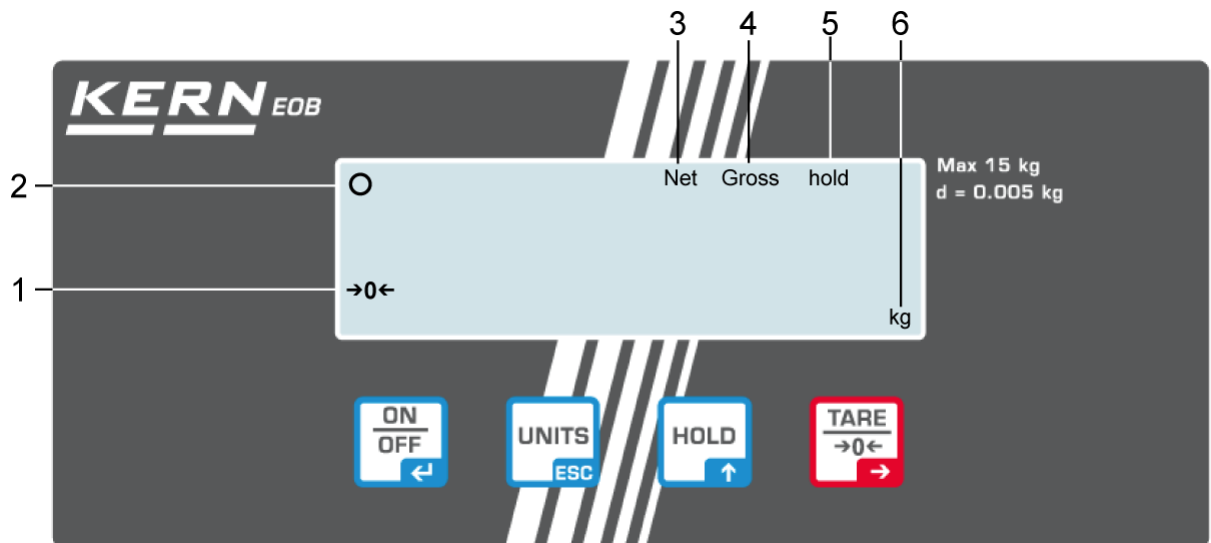 3 4 5 6
KERN EOB
Max 15 kg
2 Net Gross hold
d = 0.005 kg
1 →0←
kg
ON UNITS HOLD TARE
OFF →0←
↵ ESC ↑ →